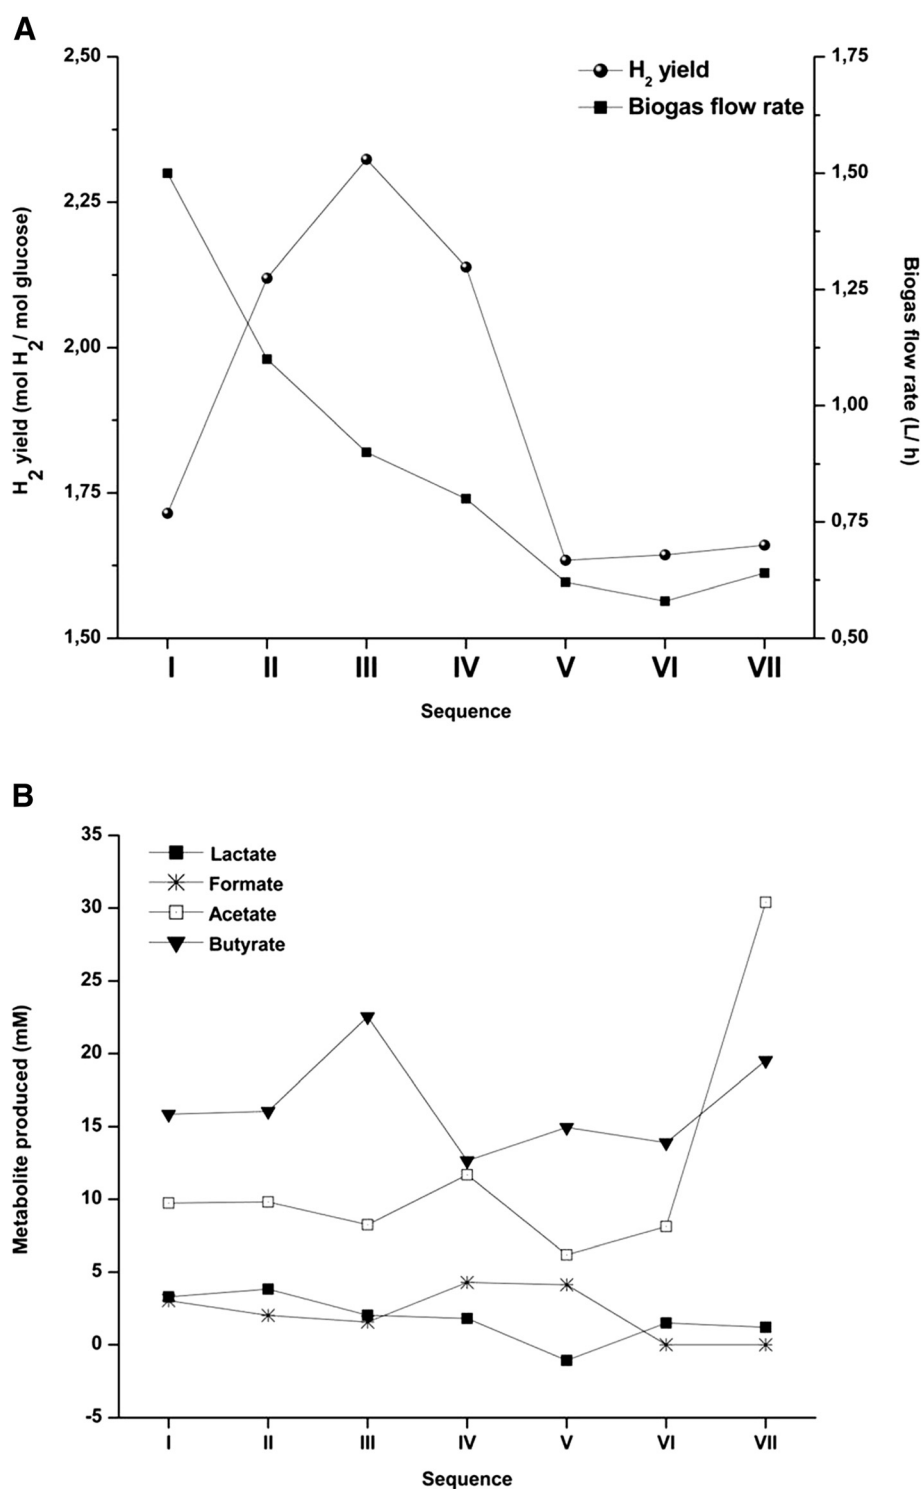 A
H2 yield
Biogas flow rate
2,50
2,25
2,00
1,75
1,50
H2 yield (mol H2 / mol glucose)
1,75
1,50
1,25
1,00
0,75
0,50
Biogas flow rate (L/ h)
I II III IV V VI VII
Sequence
B
Lactate
Formate
Acetate
Butyrate
35
30
25
20
15
10
5
0
-5
Metabolite produced (mM)
I II III IV V VI VII
Sequence